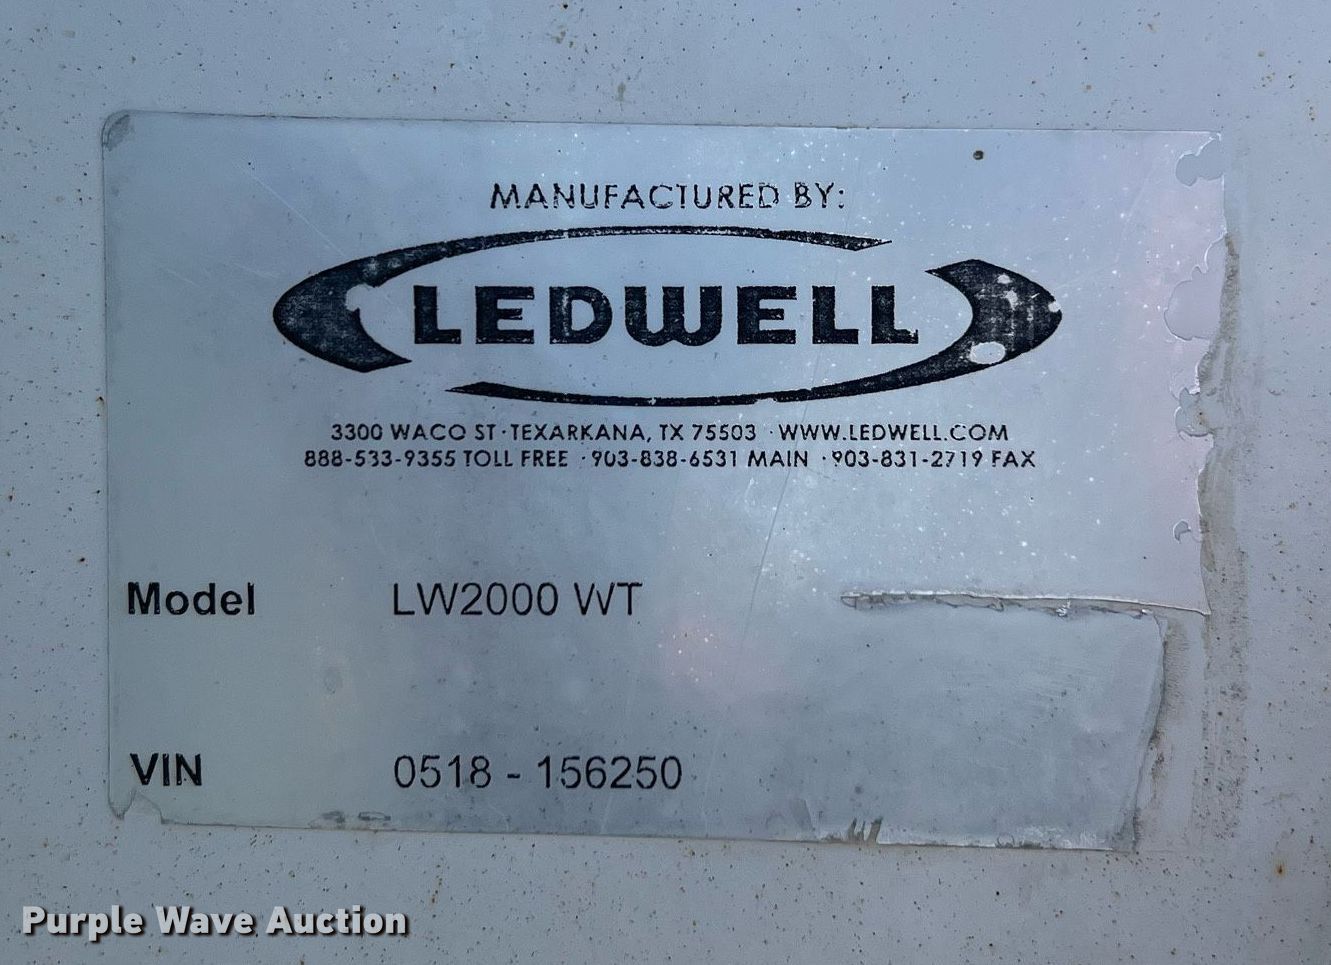 MANUFACTURED BY:
LEDWELL
3300 WACO ST · TEXARKANA, TX 75503 · WWW.LEDWELL.COM
888-533-9355 TOLL FREE · 903-838-6531 MAIN · 903-831-2719 FAX
Model LW2000 WT
VIN 0518 - 156250
Purple Wave Auction